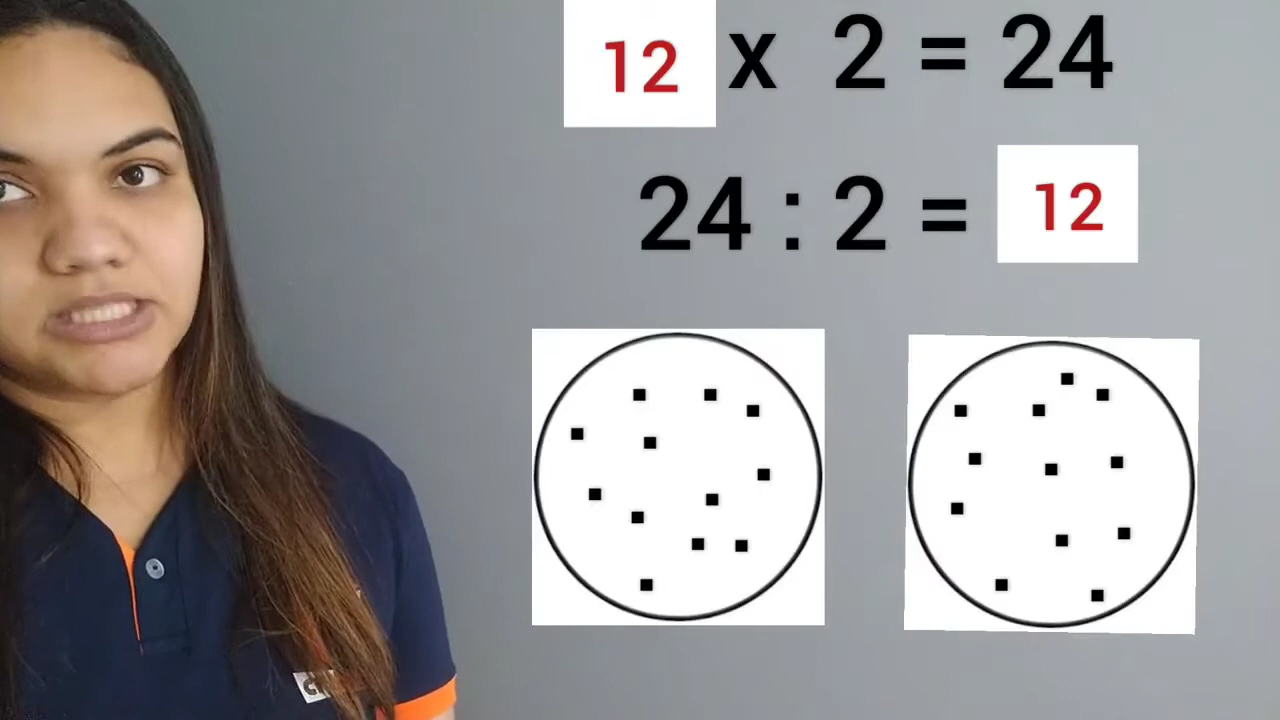 12 x 2 = 24
24 : 2 = 12